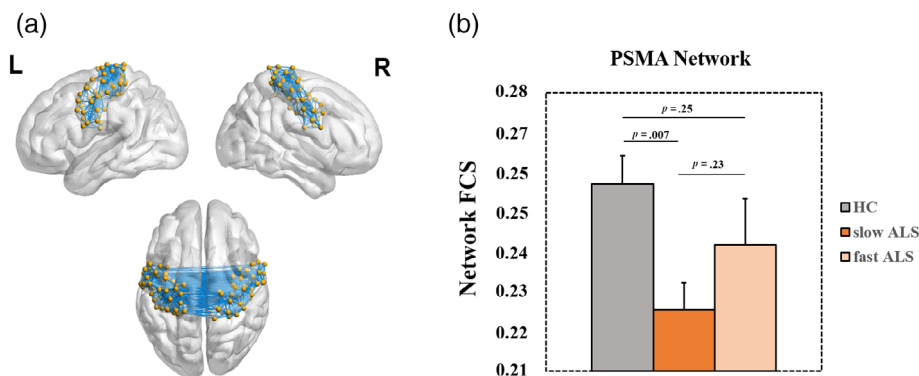 (a)
L
R
(b)
PSMA Network
Network FCS
0.28
0.27
0.25
0.25
0.24
0.23
0.22
0.21
p = .25
p = .007
p = .23
HC
slow ALS
fast ALS